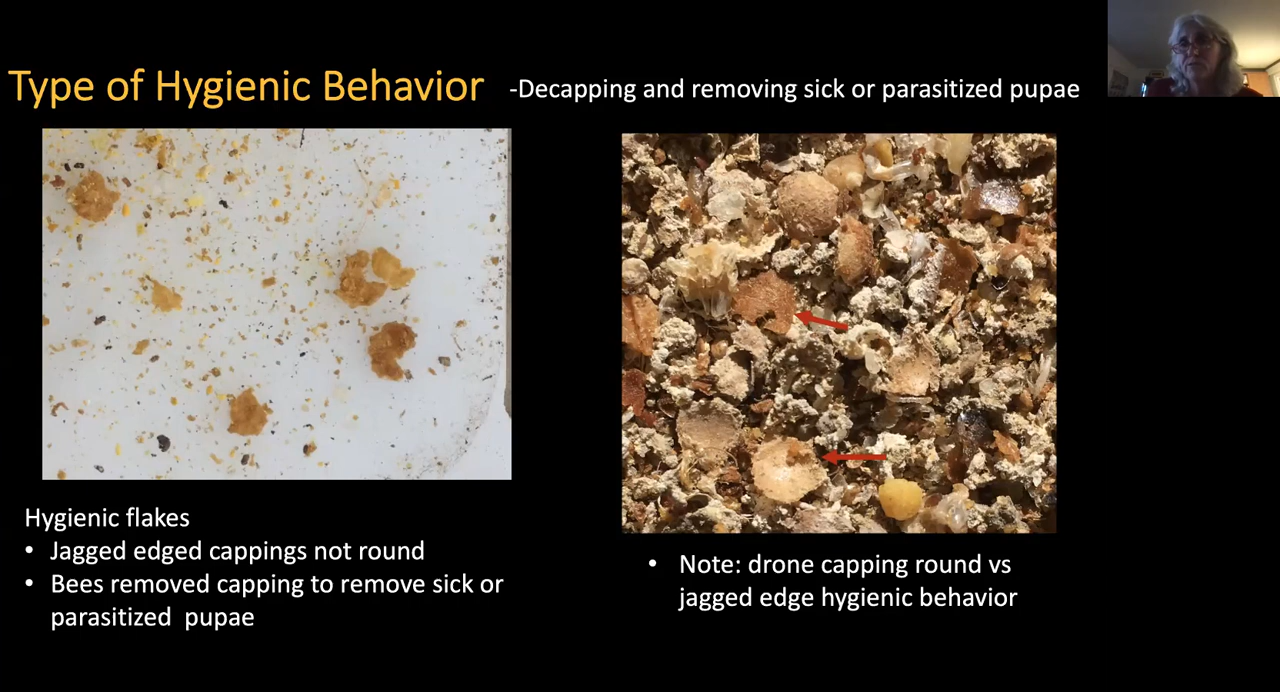 Type of Hygienic Behavior -Decapping and removing sick or parasitized pupae
Hygienic flakes
• Jagged edged cappings not round
• Bees removed capping to remove sick or
parasitized pupae
• Note: drone capping round vs
jagged edge hygienic behavior